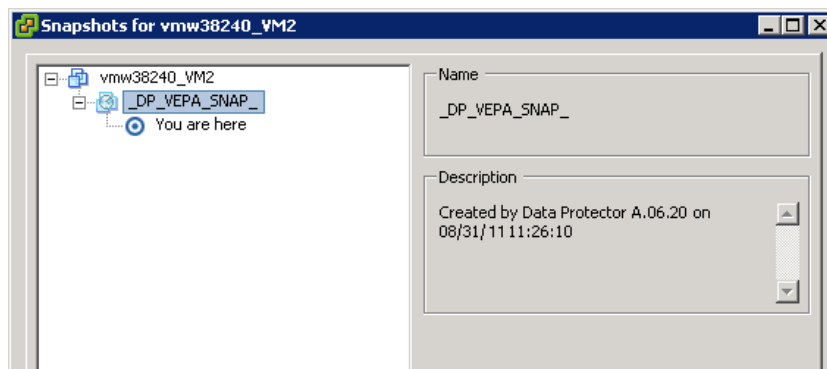 Snapshots for vmw38240_VM2
vmw38240_VM2
_DP_VEPA_SNAP_
You are here
Name
_DP_VEPA_SNAP_
Description
Created by Data Protector A.06.20 on
08/31/11 11:26:10